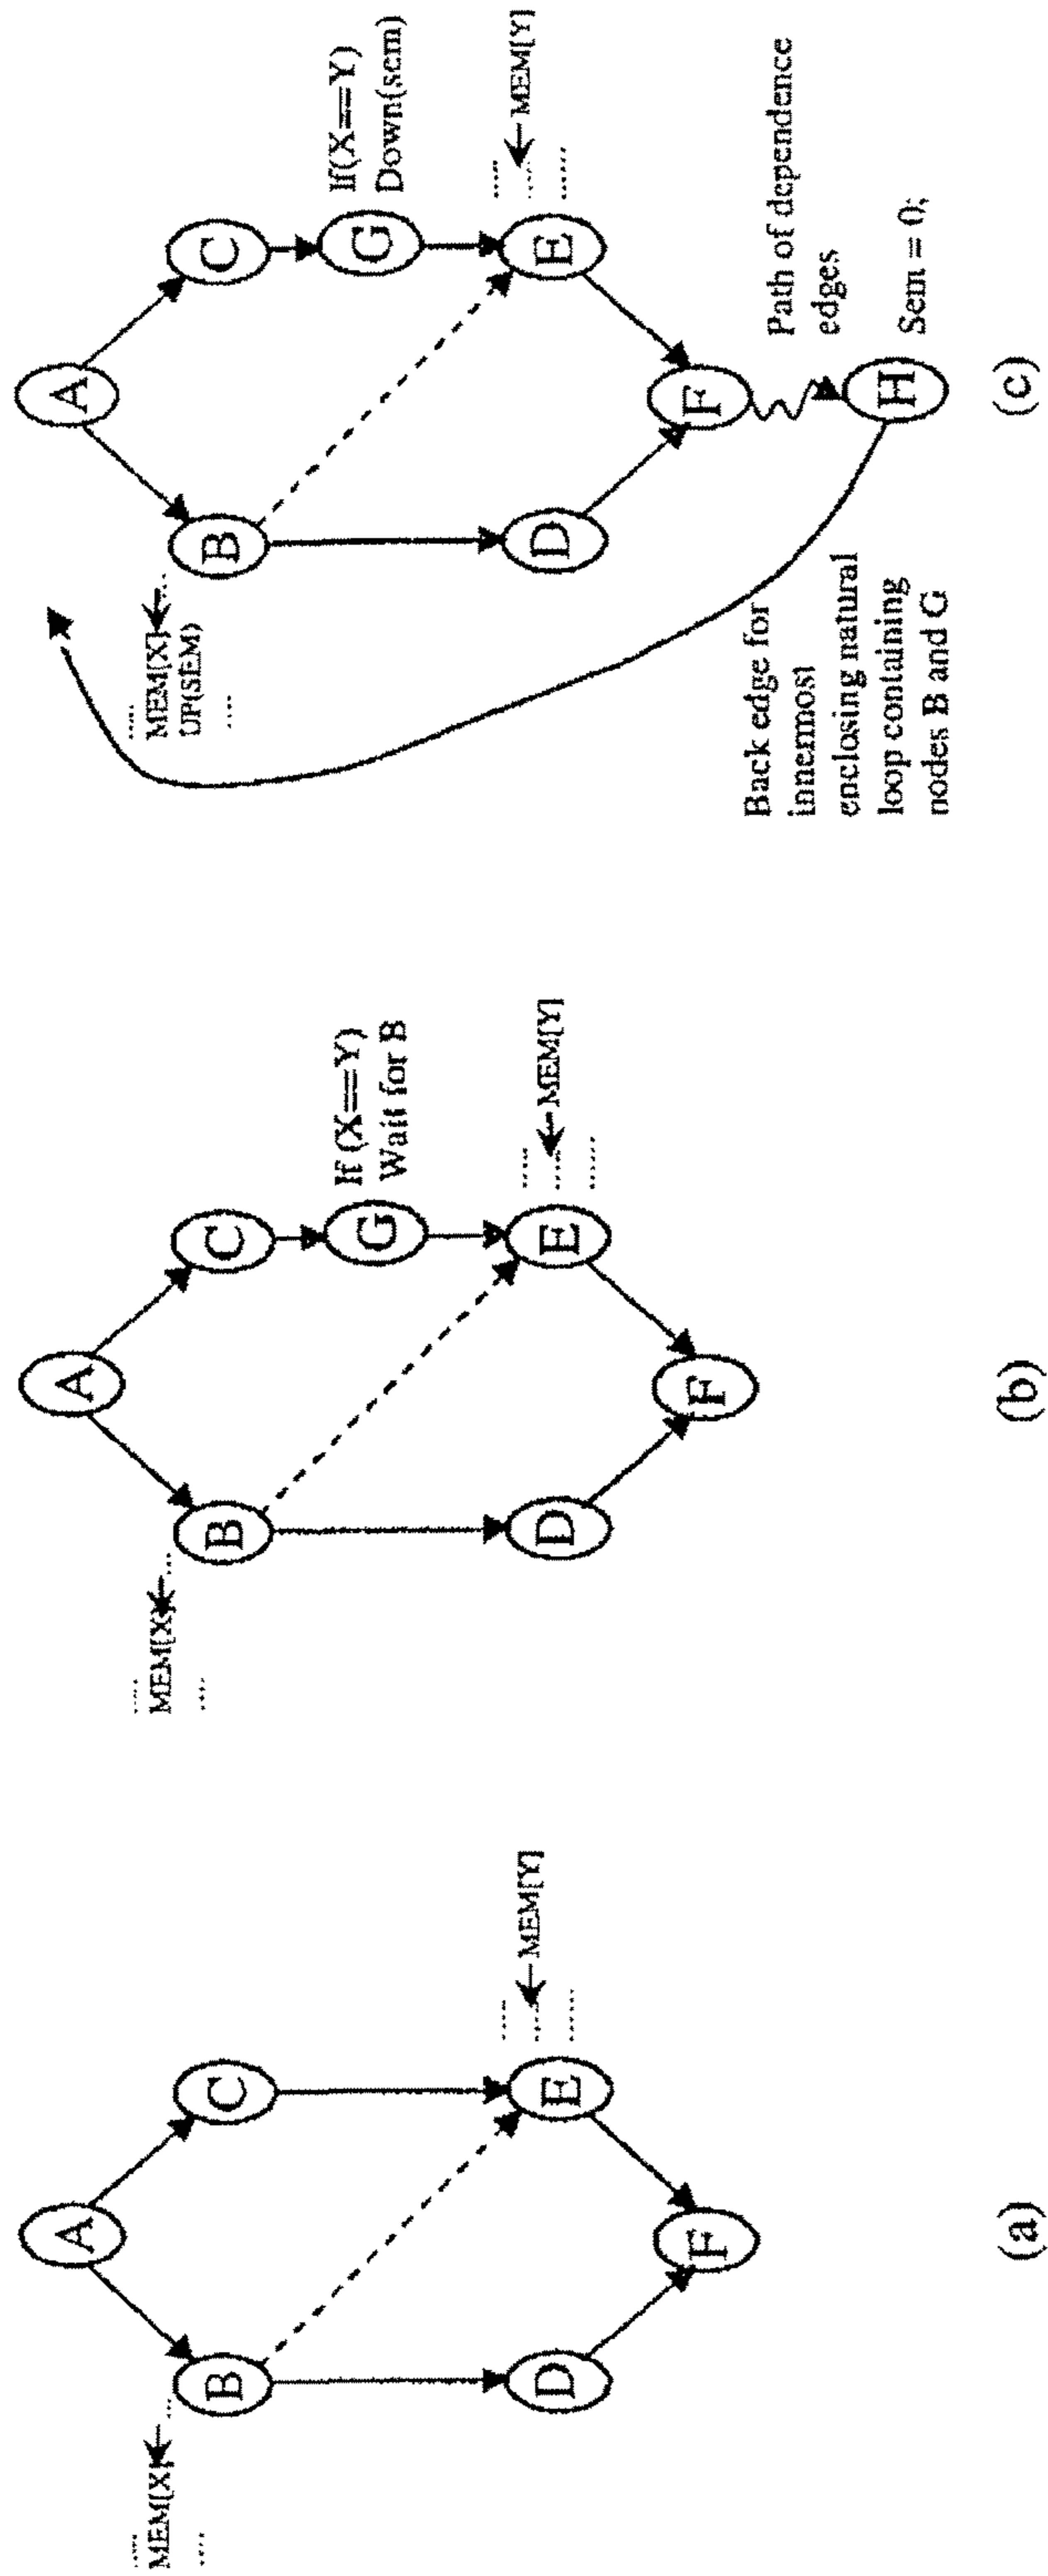 A
.....
MEM[X] ←...
.....
B
C
.....
..... ← MEM[Y]
.....
D
E
F
(a)
A
.....
MEM[X] ←...
.....
B
C
G
If (X==Y)
Wait for B
.....
..... ← MEM[Y]
.....
D
E
F
(b)
A
.....
MEM[X] ←...
UP(SEM)
.....
B
C
G
If(X==Y)
Down(sem)
.....
..... ← MEM[Y]
.....
D
E
F
Path of dependence
edges
Back edge for
innermost
enclosing natural
loop containing
nodes B and G
H
Sem = 0;
(c)